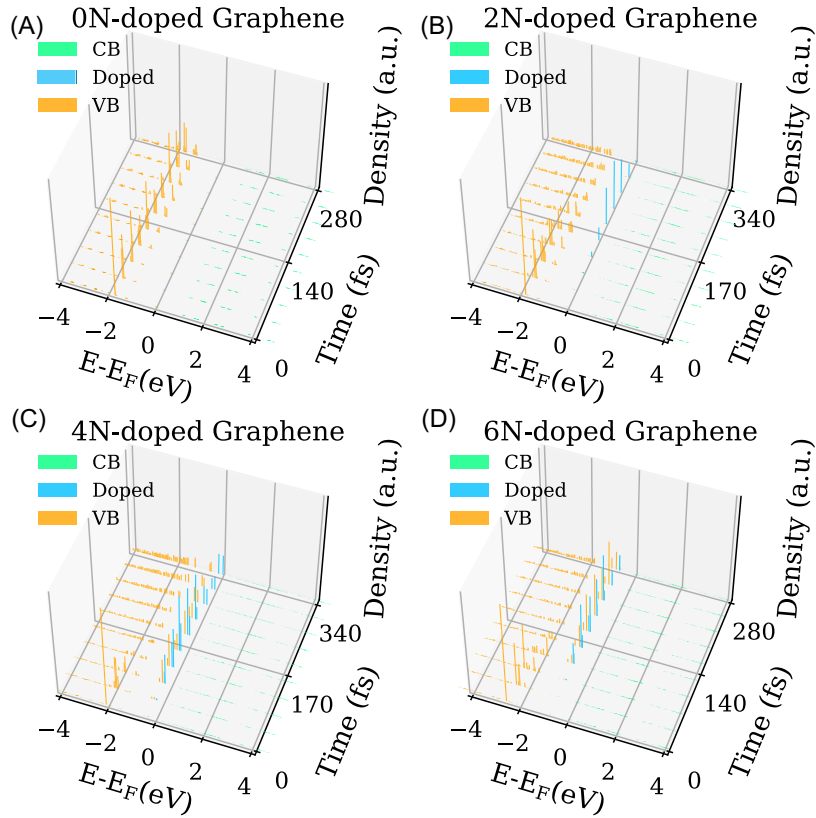 (A) 0N-doped Graphene
CB
Doped
VB
Density (a.u.)
280
140
0
Time (fs)
−4 −2 0 2 4
E-E_F(eV)
(B) 2N-doped Graphene
CB
Doped
VB
Density (a.u.)
340
170
0
Time (fs)
−4 −2 0 2 4
E-E_F(eV)
(C) 4N-doped Graphene
CB
Doped
VB
Density (a.u.)
340
170
0
Time (fs)
−4 −2 0 2 4
E-E_F(eV)
(D) 6N-doped Graphene
CB
Doped
VB
Density (a.u.)
280
140
0
Time (fs)
−4 −2 0 2 4
E-E_F(eV)